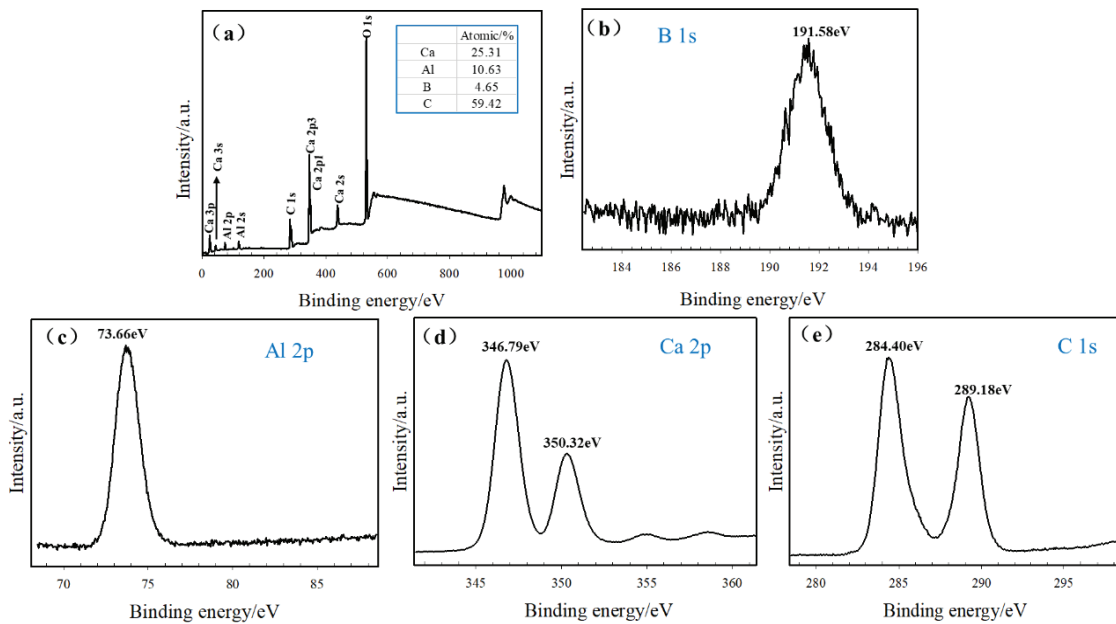 (a)
Intensity/a.u.
Ca 3p
Ca 3s
Al 2p
Al 2s
C 1s
Ca 2p3
Ca 2p1
Ca 2s
O 1s
Atomic/%
Ca 25.31
Al 10.63
B 4.65
C 59.42
0 200 400 600 800 1000
Binding energy/eV
(b)
B 1s
191.58eV
Intensity/a.u.
184 186 188 190 192 194 196
Binding energy/eV
(c)
73.66eV
Al 2p
Intensity/a.u.
70 75 80 85
Binding energy/eV
(d)
346.79eV
350.32eV
Ca 2p
Intensity/a.u.
345 350 355 360
Binding energy/eV
(e)
284.40eV
289.18eV
C 1s
Intensity/a.u.
280 285 290 295
Binding energy/eV